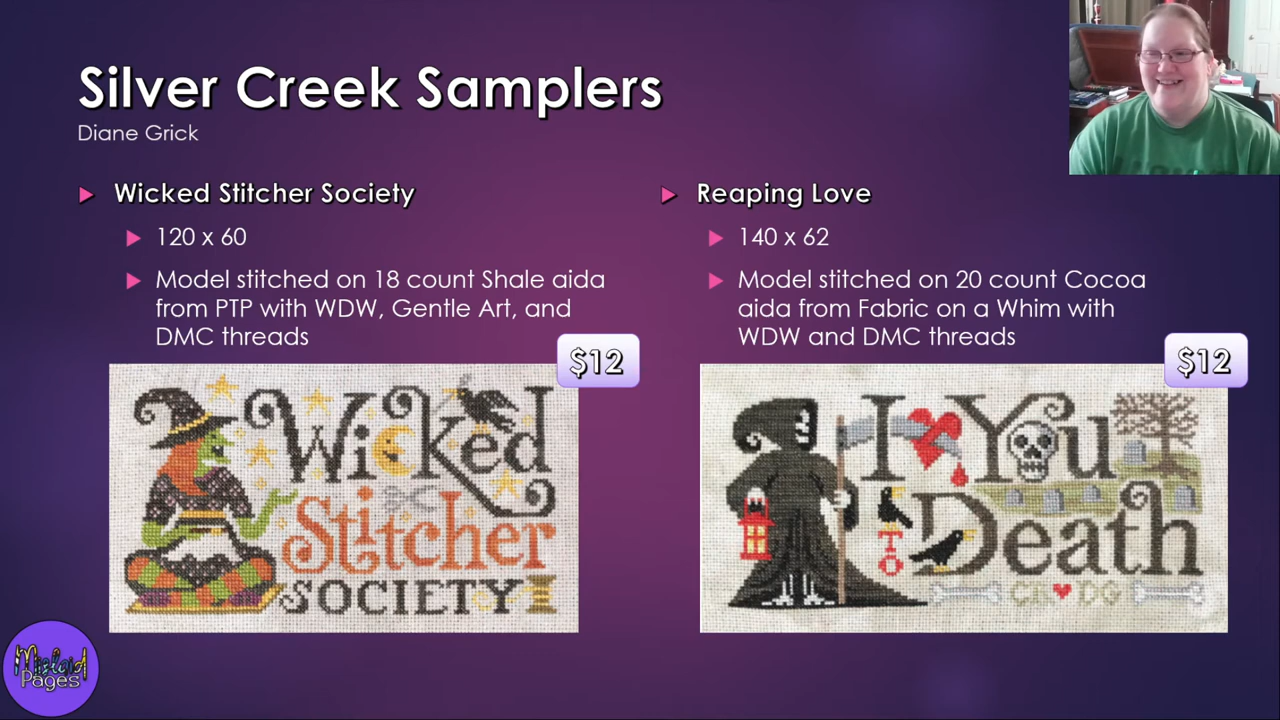 Silver Creek Samplers
Diane Grick
Wicked Stitcher Society
120 x 60
Model stitched on 18 count Shale aida
from PTP with WDW, Gentle Art, and
DMC threads
$12
Wicked
Stitcher
SOCIETY
Reaping Love
140 x 62
Model stitched on 20 count Cocoa
aida from Fabric on a Whim with
WDW and DMC threads
$12
I You
TO
Death
Mislaid
Pages